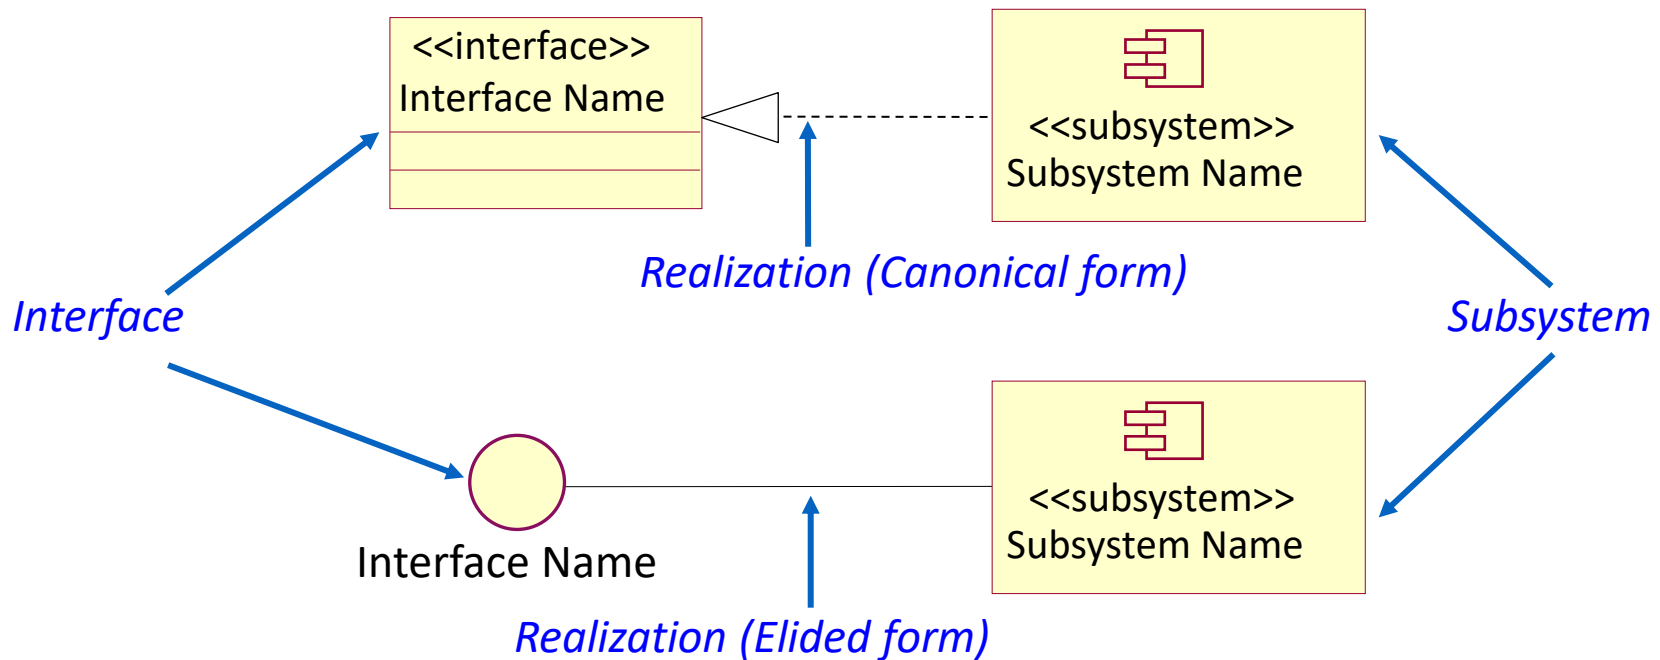 <<interface>>
Interface Name
<<subsystem>>
Subsystem Name
Realization (Canonical form)
Interface
Subsystem
<<subsystem>>
Subsystem Name
Interface Name
Realization (Elided form)